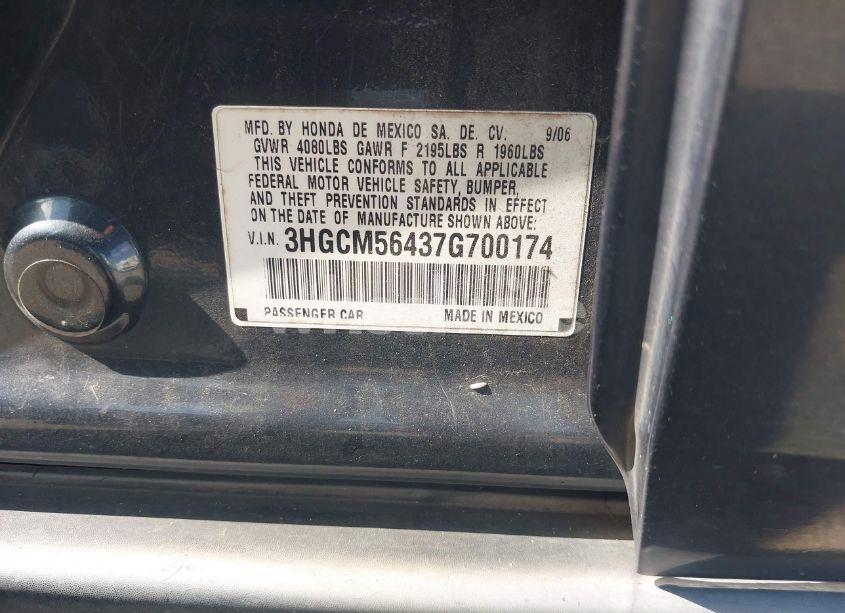 MFD. BY HONDA DE MEXICO SA. DE. CV. 9/06
GVWR 4080LBS GAWR F 2195LBS R 1960LBS
THIS VEHICLE CONFORMS TO ALL APPLICABLE
FEDERAL MOTOR VEHICLE SAFETY, BUMPER,
AND THEFT PREVENTION STANDARDS IN EFFECT
ON THE DATE OF MANUFACTURE SHOWN ABOVE:
V.I.N. 3HGCM56437G700174
PASSENGER CAR MADE IN MEXICO